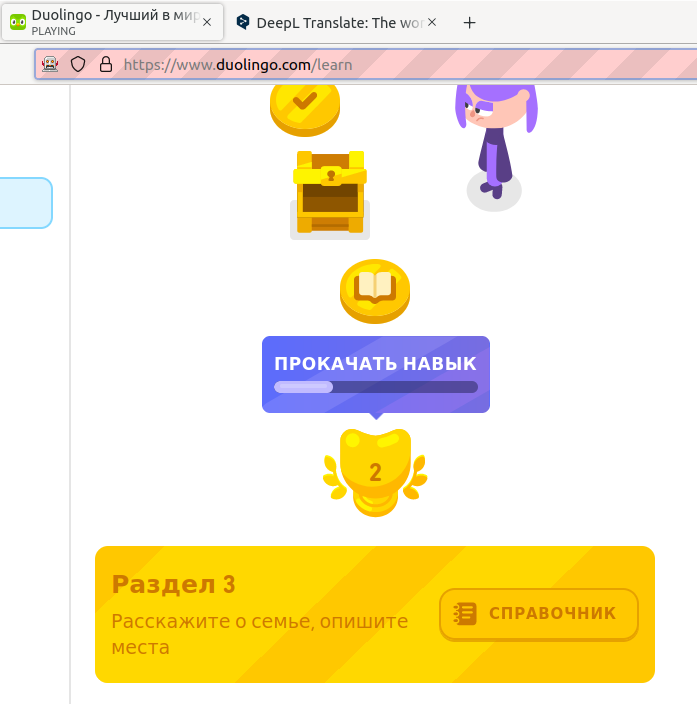 Duolingo - Лучший в мир
PLAYING
DeepL Translate: The wor
https://www.duolingo.com/learn
ПРОКАЧАТЬ НАВЫК
2
Раздел 3
Расскажите о семье, опишите
места
СПРАВОЧНИК